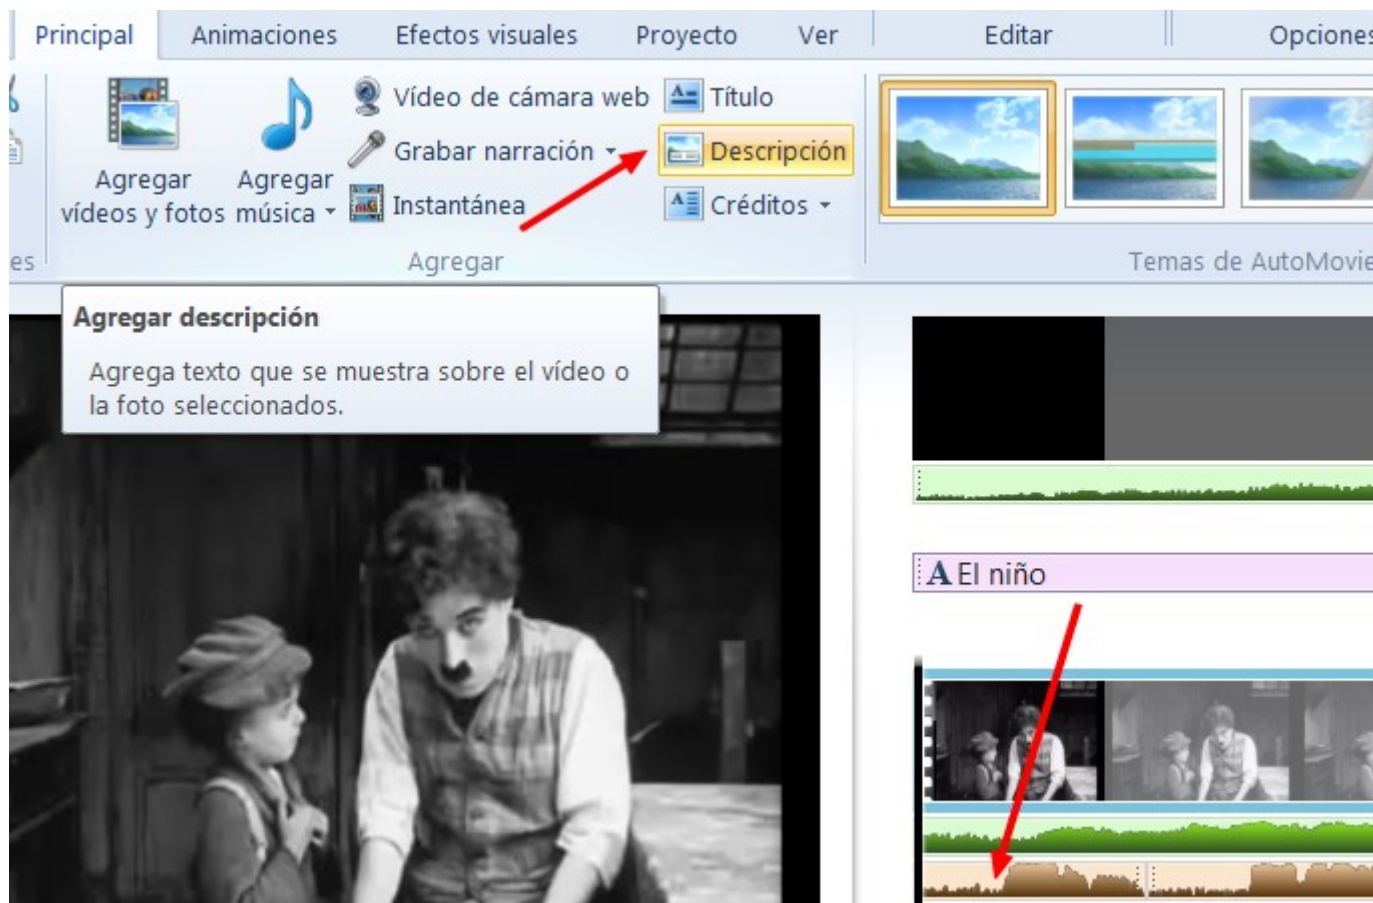 Principal Animaciones Efectos visuales Proyecto Ver Editar Opciones
Vídeo de cámara web Título
Grabar narración Descripción
Agregar Agregar
vídeos y fotos música Instantánea Créditos
es Agregar Temas de AutoMovie
Agregar descripción
Agrega texto que se muestra sobre el vídeo o
la foto seleccionados.
A El niño